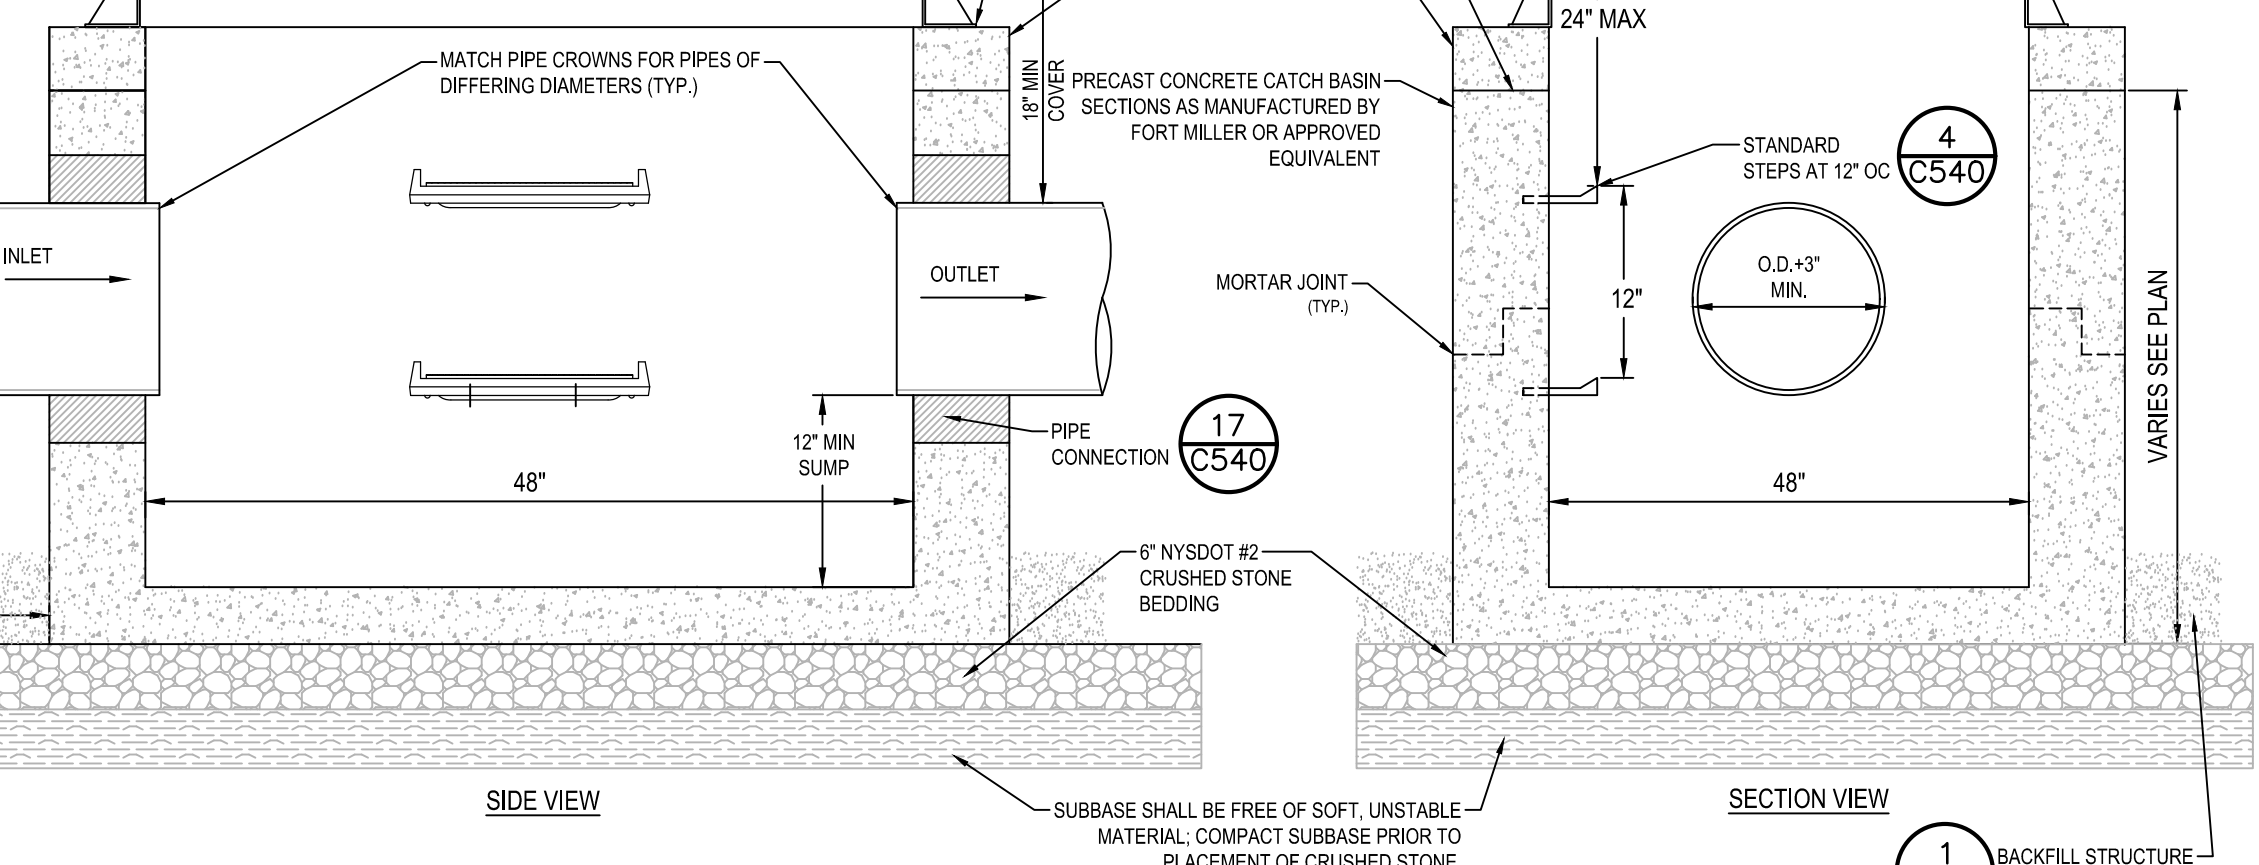 MATCH PIPE CROWNS FOR PIPES OF
DIFFERING DIAMETERS (TYP.)
18" MIN
COVER
PRECAST CONCRETE CATCH BASIN
SECTIONS AS MANUFACTURED BY
FORT MILLER OR APPROVED
EQUIVALENT
24" MAX
STANDARD
STEPS AT 12" OC
4
C540
INLET
OUTLET
MORTAR JOINT
(TYP.)
12"
O.D.+3"
MIN.
VARIES SEE PLAN
12" MIN
SUMP
48"
PIPE
CONNECTION
17
C540
48"
6" NYSDOT #2
CRUSHED STONE
BEDDING
SIDE VIEW
SECTION VIEW
SUBBASE SHALL BE FREE OF SOFT, UNSTABLE
MATERIAL; COMPACT SUBBASE PRIOR TO
PLACEMENT OF CRUSHED STONE
1
BACKFILL STRUCTURE